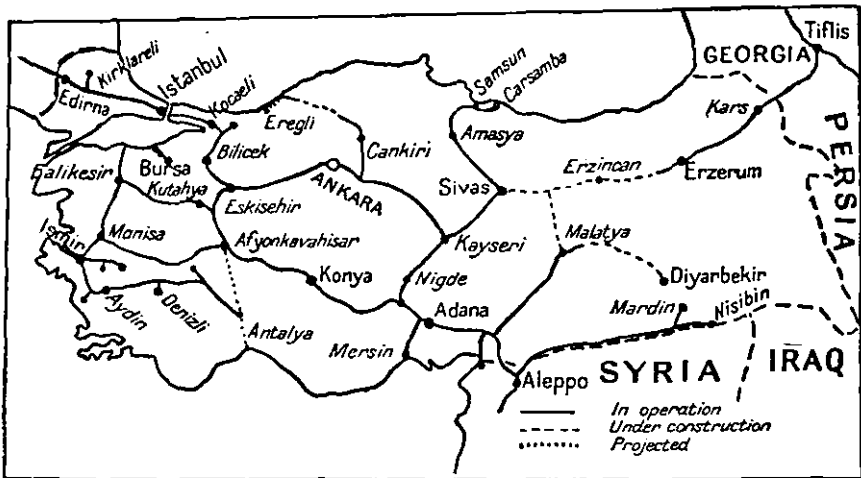 Tiflis
GEORGIA
Kirklareli
Istanbul
Edirna
Kocaeli
Samsun
Carsamba
Kars
PERSIA
Eregli
Amasya
Bilicek
Cankiri
Erzincan
Erzerum
Balikesir
Bursa
Kutahya
ANKARA
Sivas
Eskisehir
Ismir
Monisa
Afyonkavahisar
Kayseri
Malatya
Konya
Nigde
Diyarbekir
Aydin
Denizli
Adana
Mardin
Nisibin
Antalya
Mersin
Aleppo
SYRIA
IRAQ
In operation
Under construction
Projected